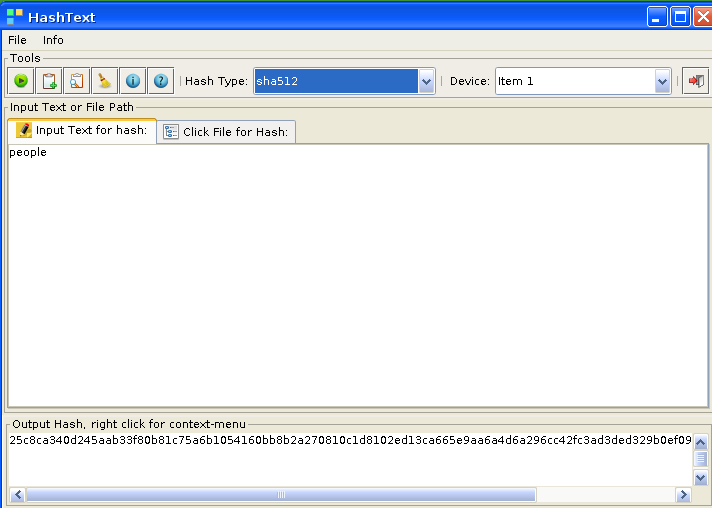 HashText
File Info
Tools
Hash Type: sha512 Device: Item 1
Input Text or File Path
Input Text for hash: Click File for Hash:
people
Output Hash, right click for context-menu
25c8ca340d245aab33f80b81c75a6b1054160bb8b2a270810c1d8102ed13ca665e9aa6a4d6a296cc42fc3ad3ded329b0ef09